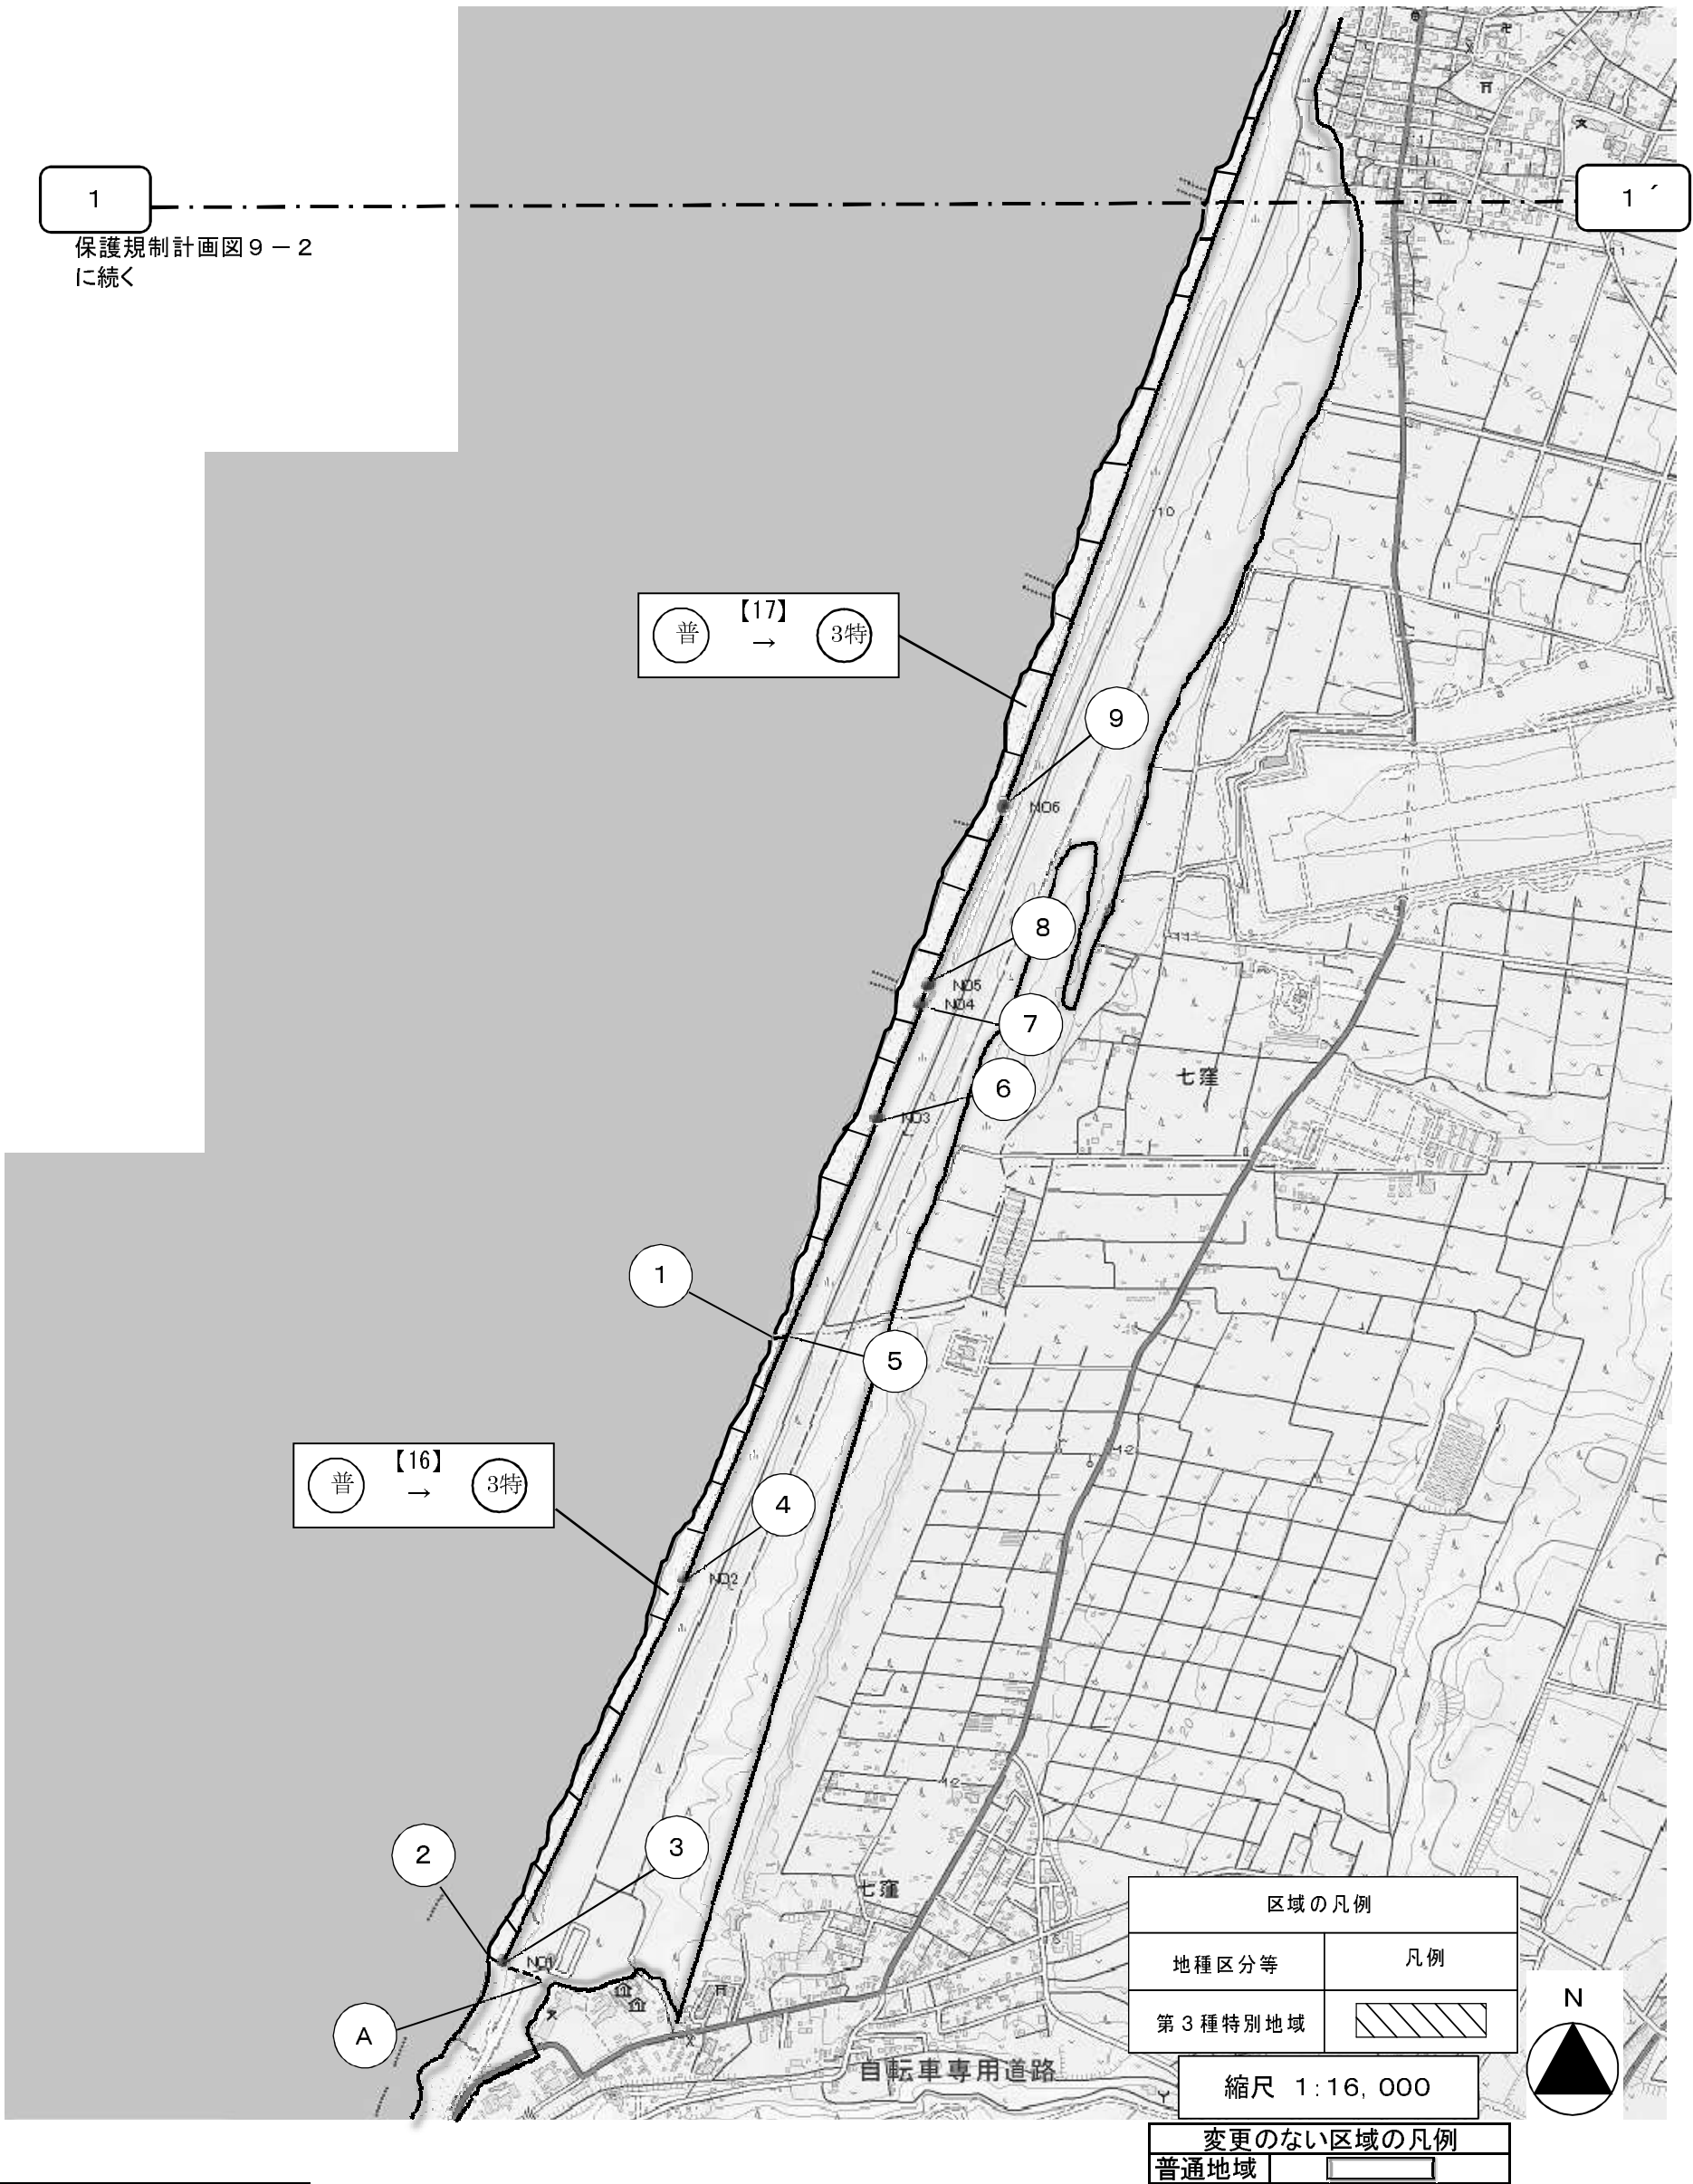 1
1´
保護規制計画図９－２
に続く
10
【17】
普 → 3特
9
NO6
8
NO5
NO4
7
七窪
6
NO3
1
5
【16】
普 → 3特
4
NO2
12
20
12
3
2
七窪
NO1
A
自転車専用道路
区域の凡例
地種区分等 凡例
第３種特別地域
N
縮尺 1:16,000
変更のない区域の凡例
普通地域